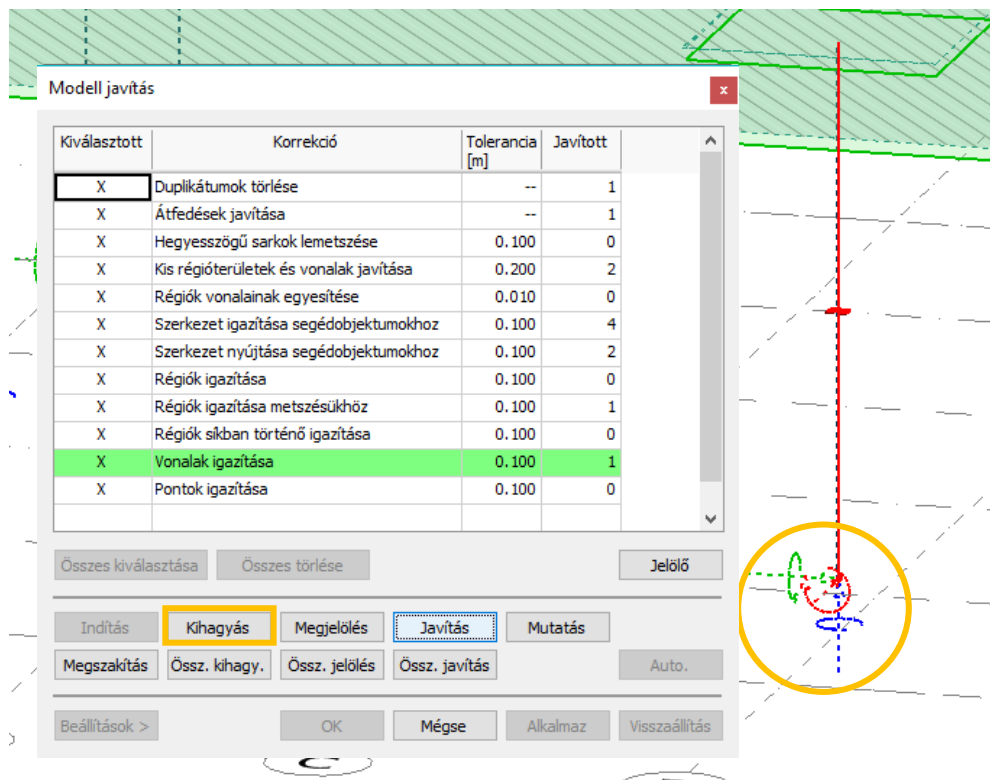 Modell javítás
x
Kiválasztott Korrekció Tolerancia [m] Javított
X Duplikátumok törlése -- 1
X Átfedések javítása -- 1
X Hegyesszögű sarkok lemetszése 0.100 0
X Kis régióterületek és vonalak javítása 0.200 2
X Régiók vonalainak egyesítése 0.010 0
X Szerkezet igazítása segédobjektumokhoz 0.100 4
X Szerkezet nyújtása segédobjektumokhoz 0.100 2
X Régiók igazítása 0.100 0
X Régiók igazítása metszésükhöz 0.100 1
X Régiók síkban történő igazítása 0.100 0
X Vonalak igazítása 0.100 1
X Pontok igazítása 0.100 0
Összes kiválasztása Összes törlése Jelölő
Indítás Kihagyás Megjelölés Javítás Mutatás
Megszakítás Össz. kihagy. Össz. jelölés Össz. javítás Auto.
Beállítások > OK Mégse Alkalmaz Visszaállítás